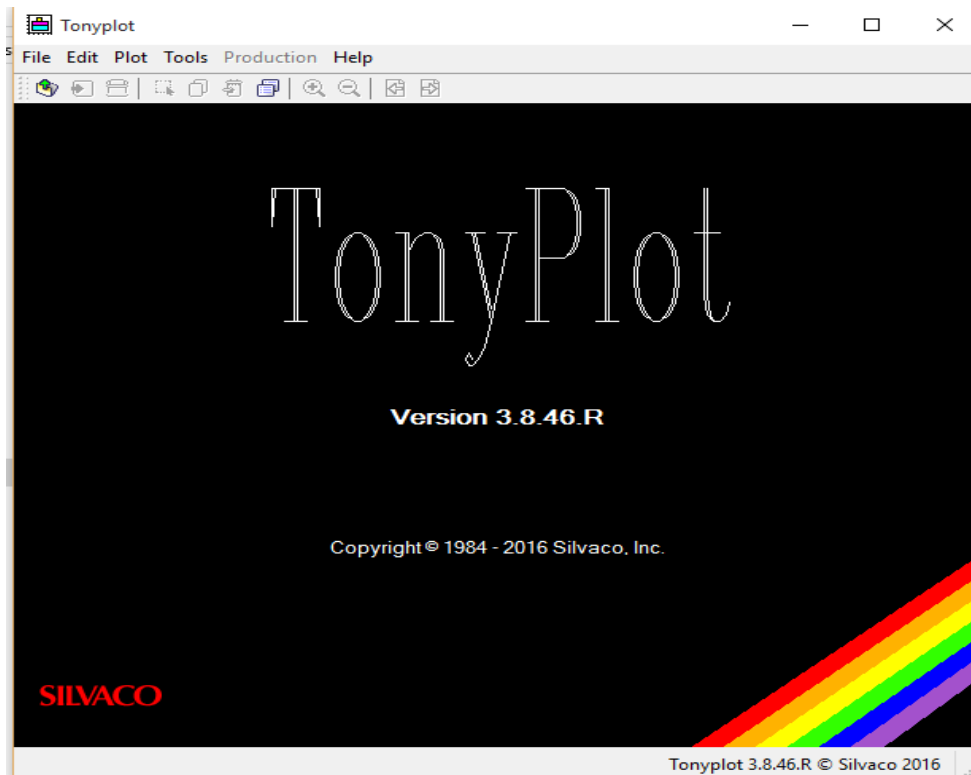 Tonyplot
File Edit Plot Tools Production Help
TonyPlot
Version 3.8.46.R
Copyright © 1984 - 2016 Silvaco, Inc.
SILVACO
Tonyplot 3.8.46.R © Silvaco 2016